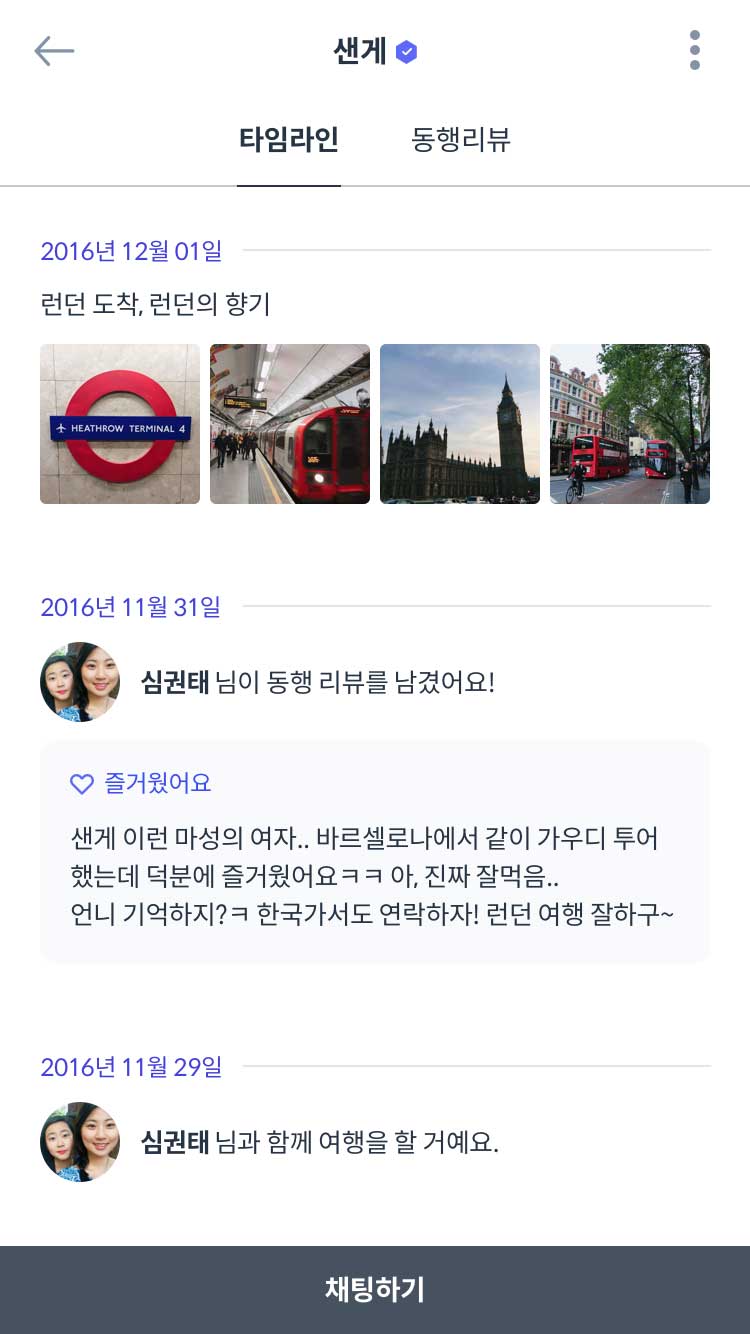 샌게
타임라인 동행리뷰
2016년 12월 01일
런던 도착, 런던의 향기
HEATHROW TERMINAL 4
2016년 11월 31일
심권태 님이 동행 리뷰를 남겼어요!
즐거웠어요
샌게 이런 마성의 여자.. 바르셀로나에서 같이 가우디 투어
했는데 덕분에 즐거웠어요ㅋㅋ 아, 진짜 잘먹음..
언니 기억하지?ㅋ 한국가서도 연락하자! 런던 여행 잘하구~
2016년 11월 29일
심권태 님과 함께 여행을 할 거예요.
채팅하기